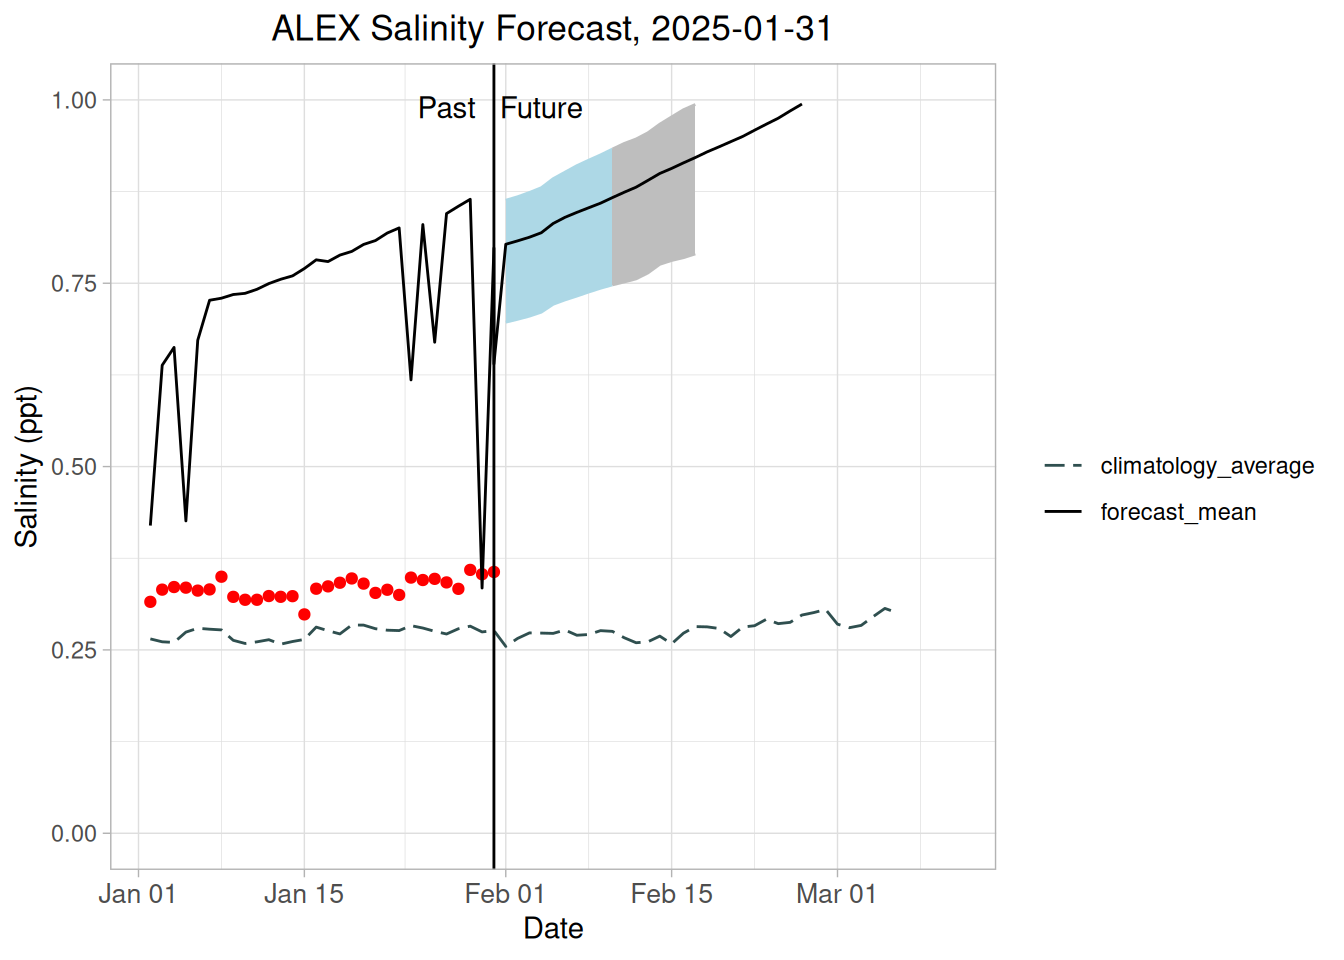 ALEX Salinity Forecast, 2025-01-31
Past
Future
1.00
0.75
0.50
0.25
0.00
Salinity (ppt)
Jan 01
Jan 15
Feb 01
Feb 15
Mar 01
Date
climatology_average
forecast_mean